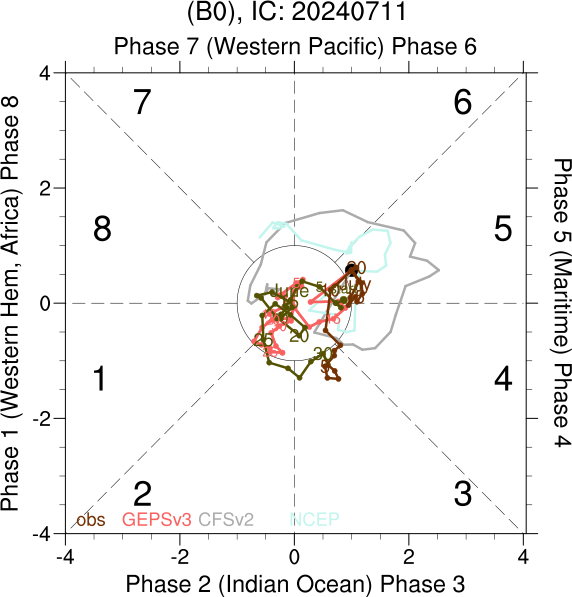 (B0), IC: 20240711
Phase 7 (Western Pacific) Phase 6
Phase 1 (Western Hem, Africa) Phase 8
Phase 5 (Maritime) Phase 4
4
2
0
-2
-4
7
6
8
5
1
4
2
3
June
20
25
30
obs
GEPSv3
CFSv2
NCEP
-4
-2
0
2
4
Phase 2 (Indian Ocean) Phase 3